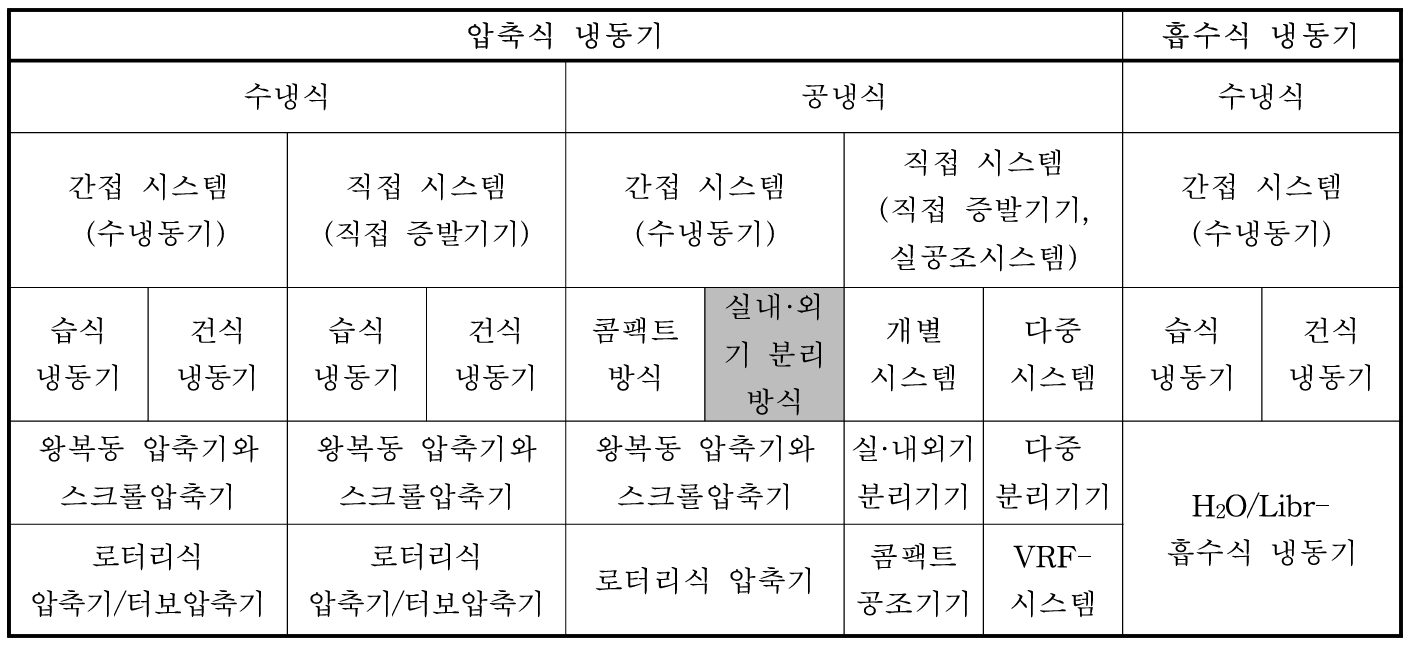 압축식 냉동기
흡수식 냉동기
수냉식
공냉식
수냉식
간접 시스템
(수냉동기)
직접 시스템
(직접 증발기기)
간접 시스템
(수냉동기)
직접 시스템
(직접 증발기기,
실공조시스템)
간접 시스템
(수냉동기)
습식
냉동기
건식
냉동기
습식
냉동기
건식
냉동기
콤팩트
방식
실내·외
기 분리
방식
개별
시스템
다중
시스템
습식
냉동기
건식
냉동기
왕복동 압축기와
스크롤압축기
왕복동 압축기와
스크롤압축기
왕복동 압축기와
스크롤압축기
실·내외기
분리기기
다중
분리기기
H₂O/Libr-
흡수식 냉동기
로터리식
압축기/터보압축기
로터리식
압축기/터보압축기
로터리식 압축기
콤팩트
공조기기
VRF-
시스템